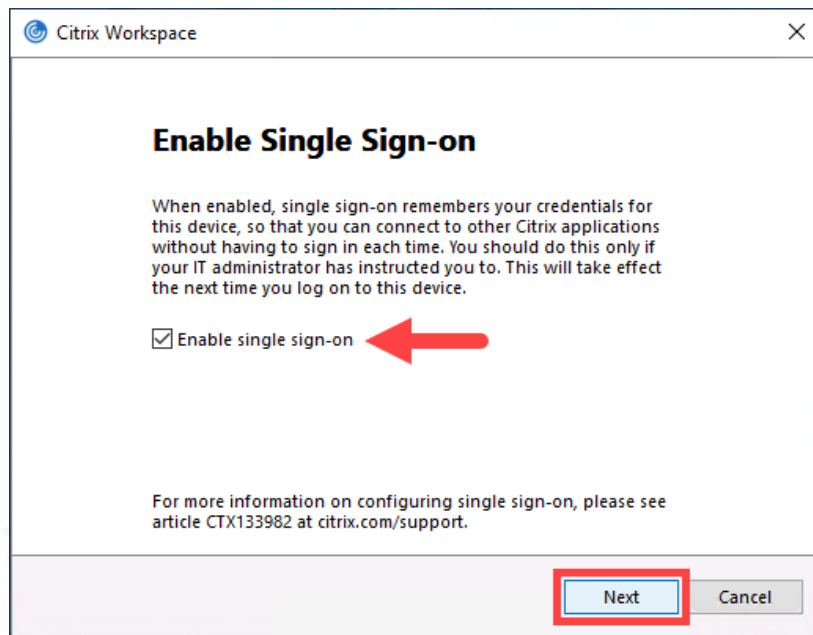 Citrix Workspace
Enable Single Sign-on
When enabled, single sign-on remembers your credentials for
this device, so that you can connect to other Citrix applications
without having to sign in each time. You should do this only if
your IT administrator has instructed you to. This will take effect
the next time you log on to this device.
Enable single sign-on
For more information on configuring single sign-on, please see
article CTX133982 at citrix.com/support.
Next
Cancel